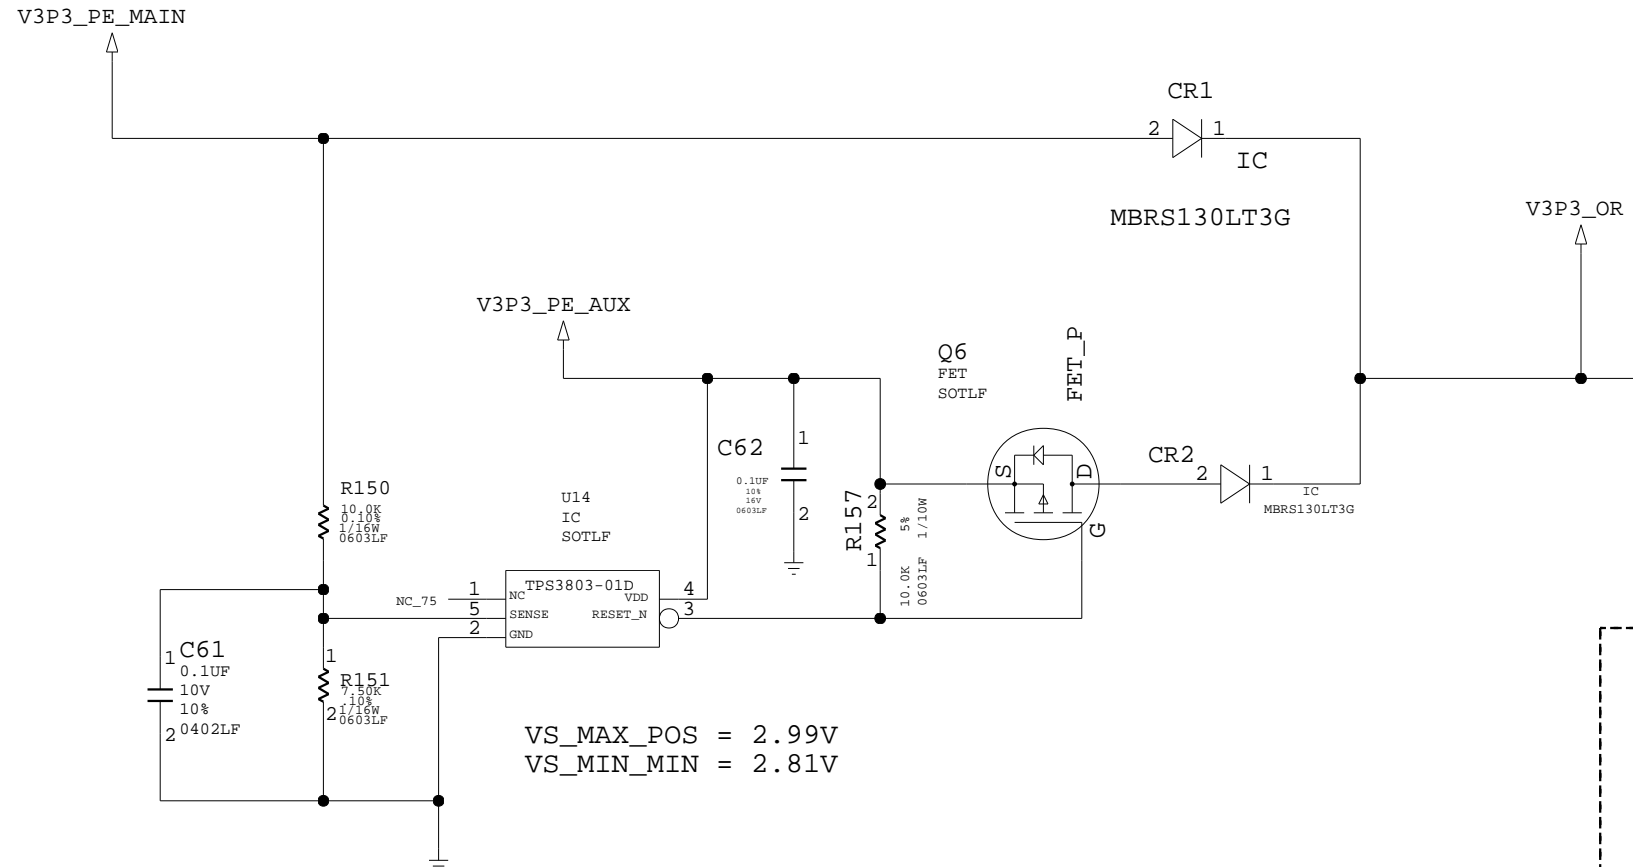 V3P3_PE_MAIN
CR1
2
1
IC
MBRS130LT3G
V3P3_OR
V3P3_PE_AUX
Q6
FET
SOTLF
FET_P
C62
1
0.1UF
10%
16V
0603LF
2
S
D
G
CR2
2
1
IC
MBRS130LT3G
R157
2
1
10.0K 5%
0603LF 1/10W
R150
10.0K
0.10%
1/16W
0603LF
U14
IC
SOTLF
TPS3803-01D
NC_75
1
NC
5
SENSE
2
GND
VDD
4
RESET_N
3
1
C61
0.1UF
10V
10%
2
0402LF
1
R151
7.50K
.10%
2
1/16W
0603LF
VS_MAX_POS = 2.99V
VS_MIN_MIN = 2.81V